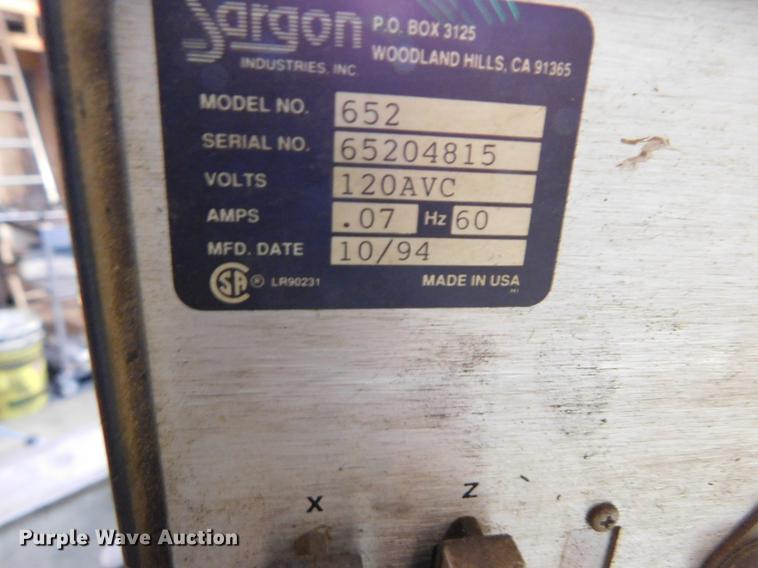 Sargon
INDUSTRIES, INC.
P.O. BOX 3125
WOODLAND HILLS, CA 91365
MODEL NO. 652
SERIAL NO. 65204815
VOLTS 120AVC
AMPS .07 Hz 60
MFD. DATE 10/94
SA ® LR90231 MADE IN USA
X Z
Purple Wave Auction